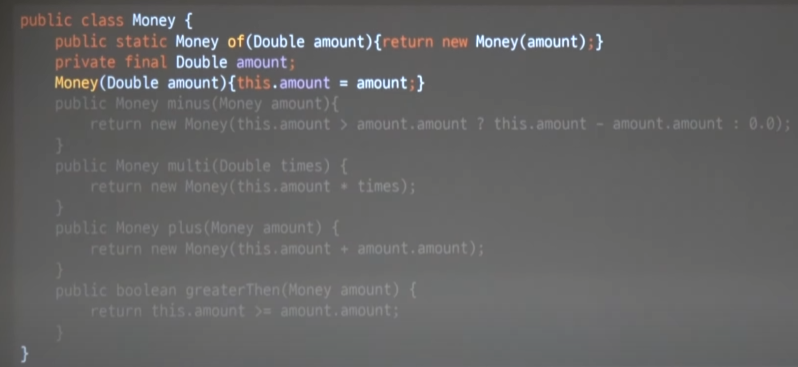 public class Money {
    public static Money of(Double amount){return new Money(amount);}
    private final Double amount;
    Money(Double amount){this.amount = amount;}
    public Money minus(Money amount){
        return new Money(this.amount > amount.amount ? this.amount - amount.amount : 0.0);
    }
    public Money multi(Double times) {
        return new Money(this.amount * times);
    }
    public Money plus(Money amount) {
        return new Money(this.amount + amount.amount);
    }
    public boolean greaterThen(Money amount) {
        return this.amount >= amount.amount;
    }
}